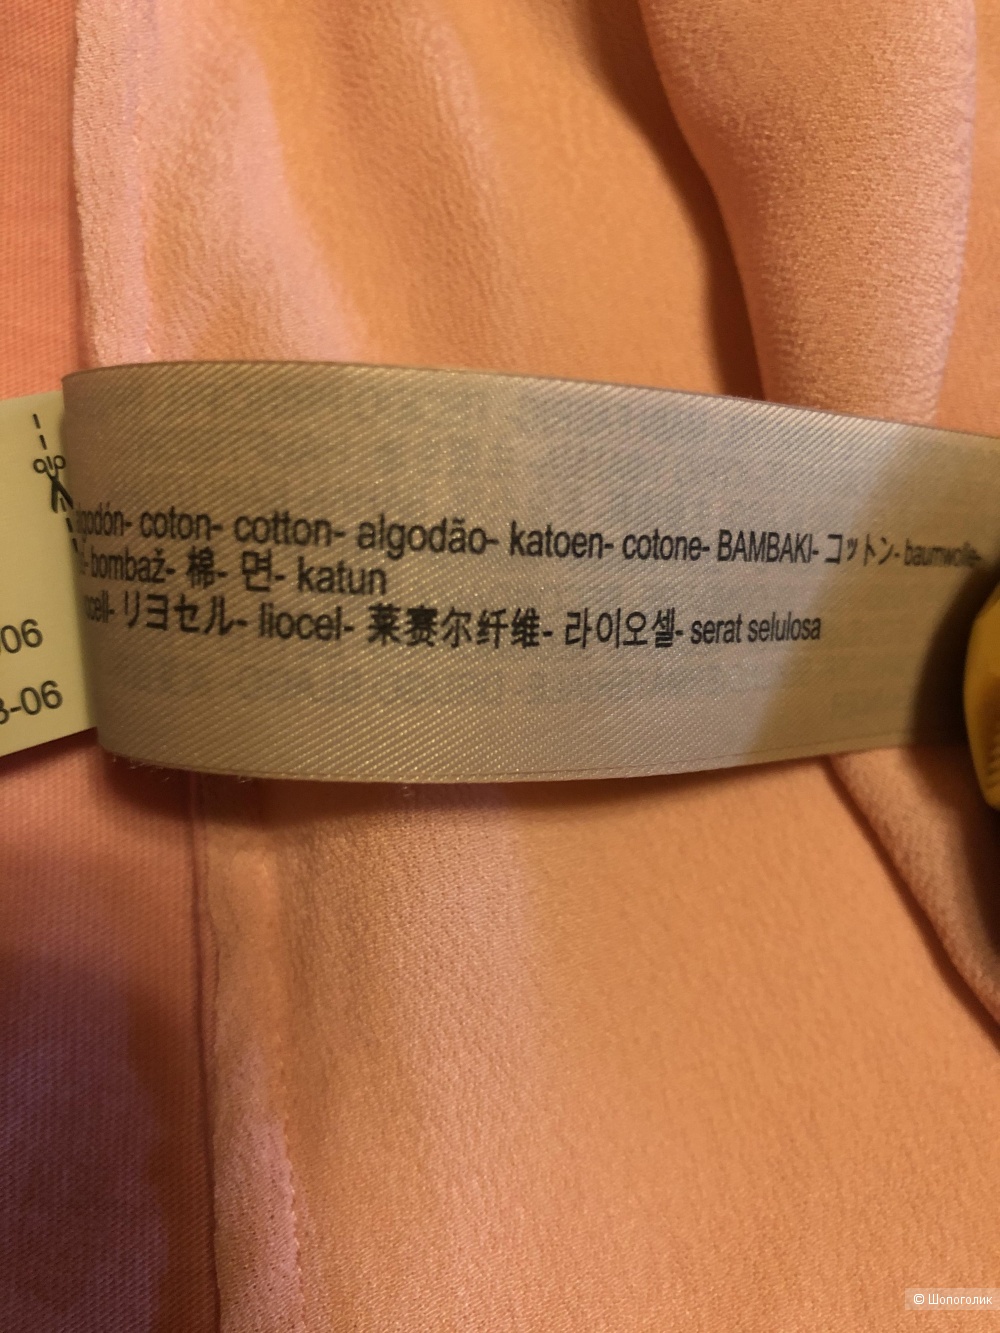 algodón- coton- cotton- algodão- katoen- cotone- BAMBAKI- コットン- baumwolle-
bombaž- 棉- 면- katun
リヨセル- liocel- 莱赛尔纤维- 라이오셀- serat selulosa
06
3-06
© Шопоголик